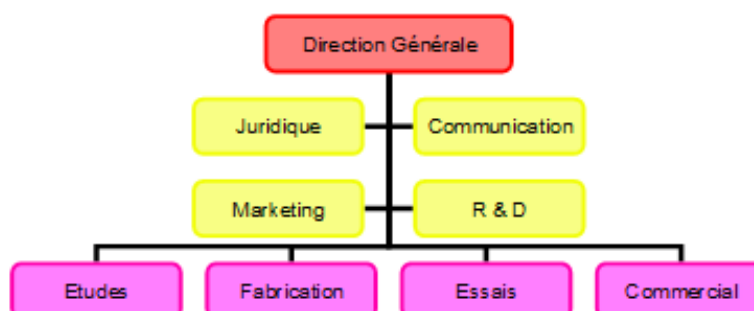 Direction Générale
Juridique
Communication
Marketing
R & D
Etudes
Fabrication
Essais
Commercial